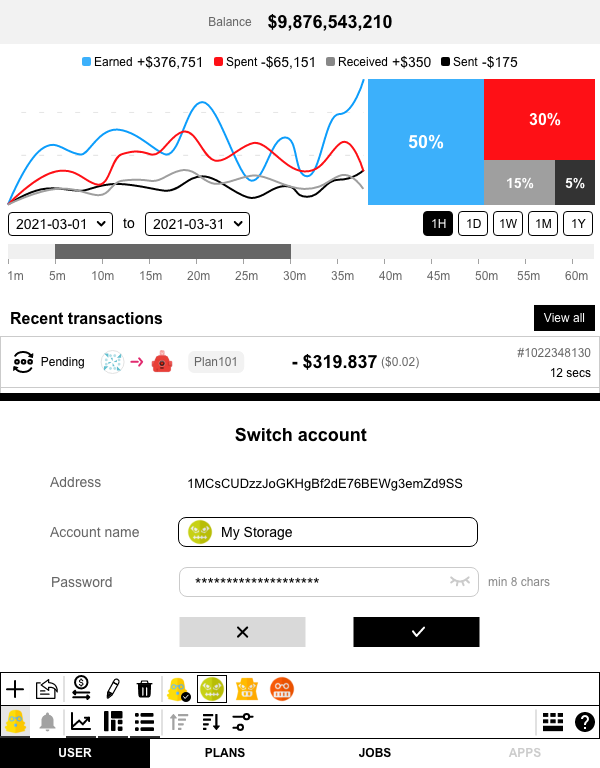 Balance $9,876,543,210
Earned +$376,751 Spent -$65,151 Received +$350 Sent -$175
50%
30%
15%
5%
2021-03-01 to 2021-03-31 1H 1D 1W 1M 1Y
1m 5m 10m 15m 20m 30m 35m 40m 45m 50m 55m 60m
Recent transactions View all
Pending Plan101 - $319.837 ($0.02) #1022348130
12 secs
Switch account
Address 1MCsCUDzzJoGKHgBf2dE76BEWg3emZd9SS
Account name My Storage
Password ******************** min 8 chars
USER PLANS JOBS APPS